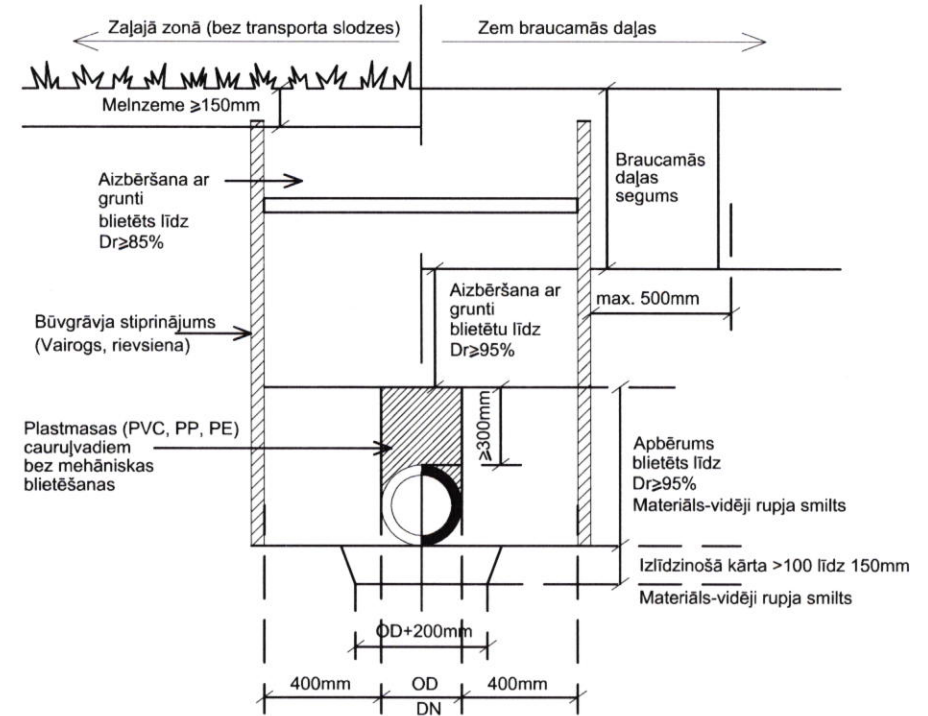 Zaļajā zonā (bez transporta slodzes)
Zem braucamās daļas
Melnzeme ⩾150mm
Aizbēršana ar
grunti
blietēts līdz
Dr⩾85%
Braucamās
daļas
segums
Aizbēršana ar
grunti
blietētu līdz
Dr⩾95%
max. 500mm
Būvgrāvja stiprinājums
(Vairogs, rievsiena)
Plastmasas (PVC, PP, PE)
cauruļvadiem
bez mehāniskas
blietēšanas
⩾300mm
Apbērums
blietēts līdz
Dr⩾95%
Materiāls-vidēji rupja smilts
Izlīdzinošā kārta >100 līdz 150mm
Materiāls-vidēji rupja smilts
OD+200mm
400mm
OD
400mm
DN